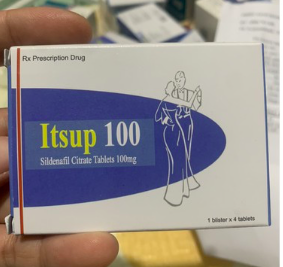 Rx Prescription Drug
Itsup 100
Sildenafil Citrate Tablets 100mg
1 blister x 4 tablets